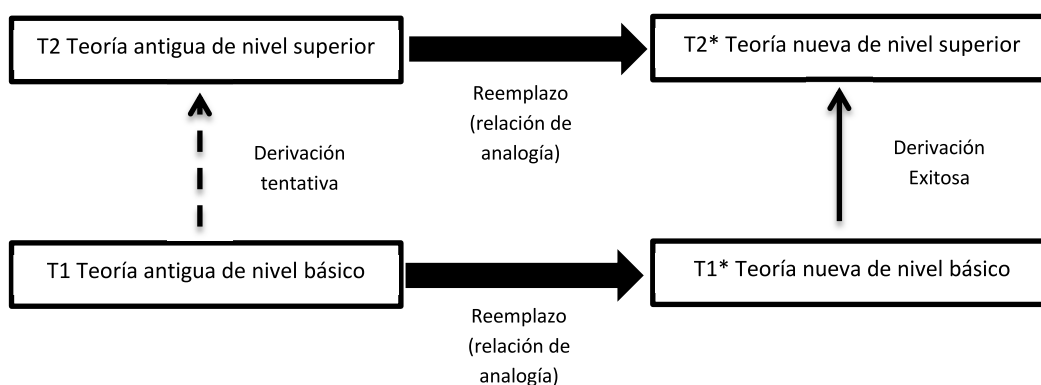 T2 Teoría antigua de nivel superior
T2* Teoría nueva de nivel superior
Reemplazo
(relación de
analogía)
Derivación
tentativa
Derivación
Exitosa
T1 Teoría antigua de nivel básico
T1* Teoría nueva de nivel básico
Reemplazo
(relación de
analogía)